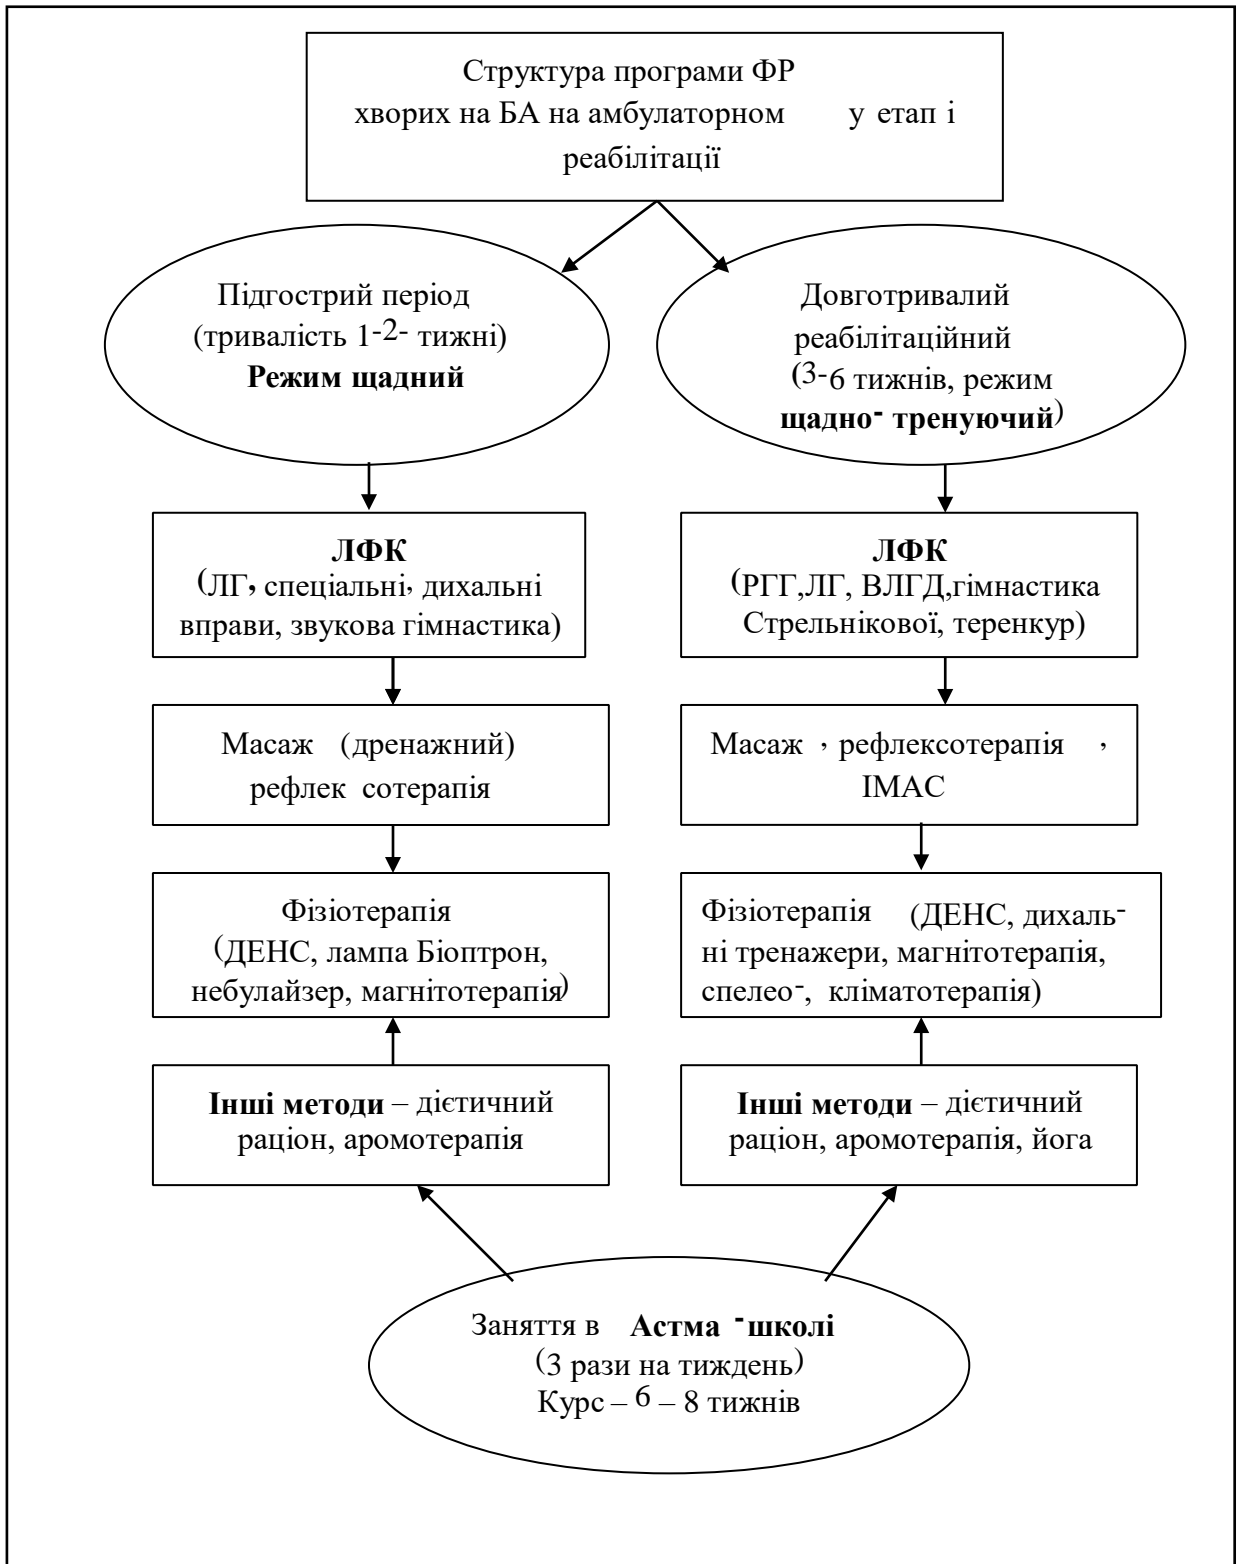 Структура програми ФР
хворих на БА на амбулаторном у етап і
реабілітації
Підгострий період
(тривалість 1-2- тижні)
Режим щадний
Довготривалий
реабілітаційний
(3-6 тижнів, режим
щадно- тренуючий)
ЛФК
(ЛГ, спеціальні, дихальні
вправи, звукова гімнастика)
ЛФК
(РГГ,ЛГ, ВЛГД,гімнастика
Стрельнікової, теренкур)
Масаж (дренажний)
рефлек сотерапія
Масаж , рефлексотерапія ,
ІМАС
Фізіотерапія
(ДЕНС, лампа Біоптрон,
небулайзер, магнітотерапія)
Фізіотерапія (ДЕНС, дихаль-
ні тренажери, магнітотерапія,
спелео-, кліматотерапія)
Інші методи – дієтичний
раціон, аромотерапія
Інші методи – дієтичний
раціон, аромотерапія, йога
Заняття в Астма -школі
(3 рази на тиждень)
Курс – 6 – 8 тижнів